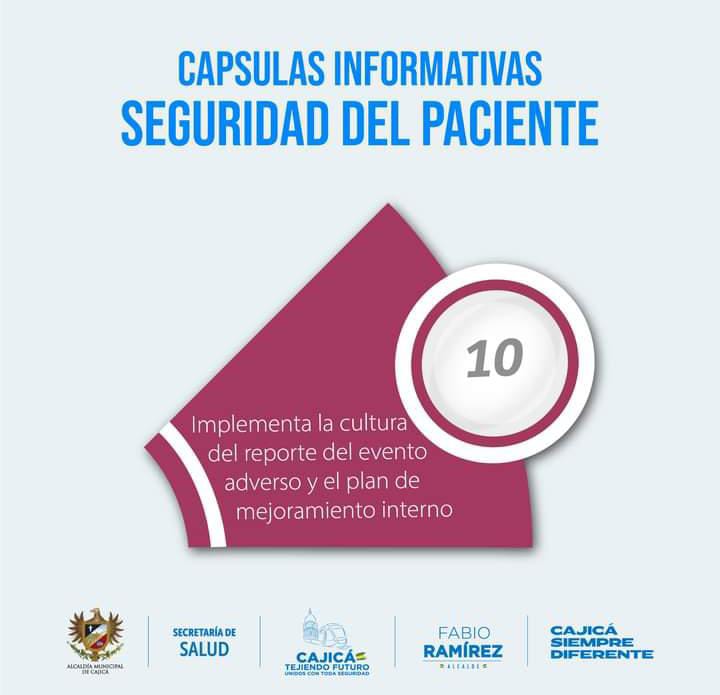 CAPSULAS INFORMATIVAS
SEGURIDAD DEL PACIENTE
10
Implementa la cultura
del reporte del evento
adverso y el plan de
mejoramiento interno
ALCALDÍA MUNICIPAL
DE CAJICÁ
SECRETARÍA DE
SALUD
CAJICÁ
TEJIENDO FUTURO
UNIDOS CON TODA SEGURIDAD
FABIO
RAMÍREZ
ALCALDE
CAJICÁ
SIEMPRE
DIFERENTE